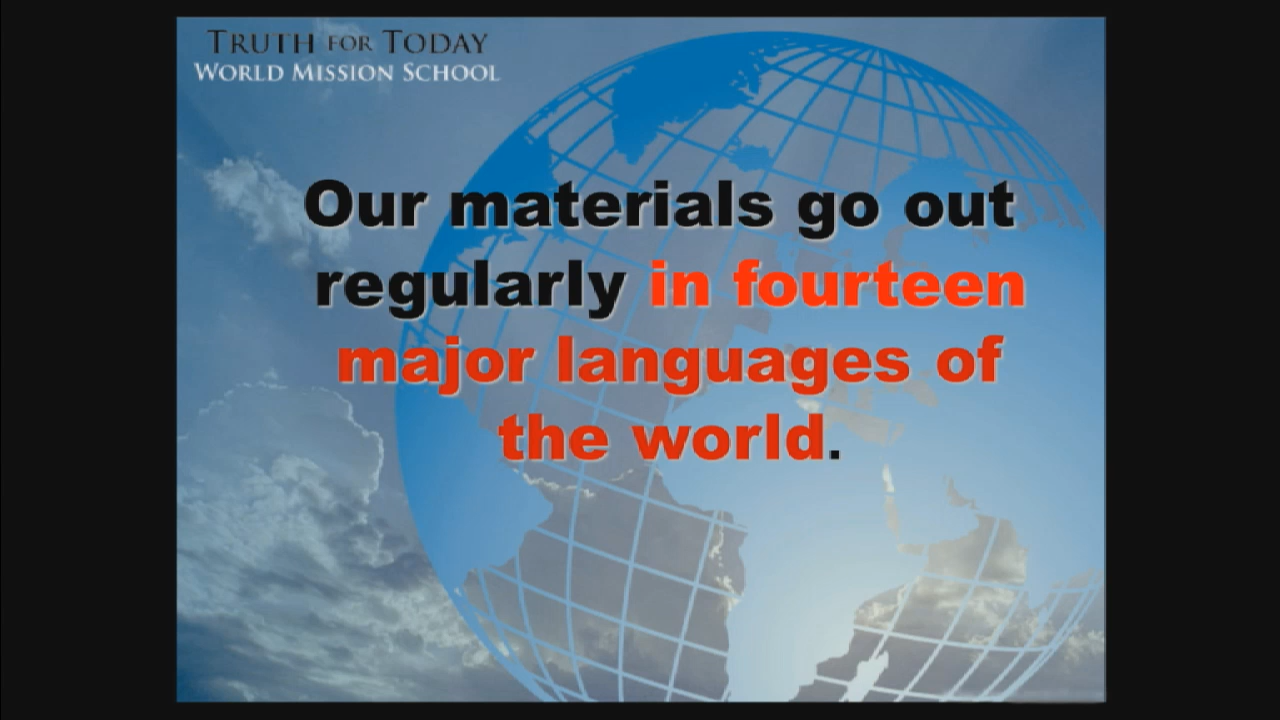 TRUTH FOR TODAY
WORLD MISSION SCHOOL
Our materials go out
regularly in fourteen
major languages of
the world.